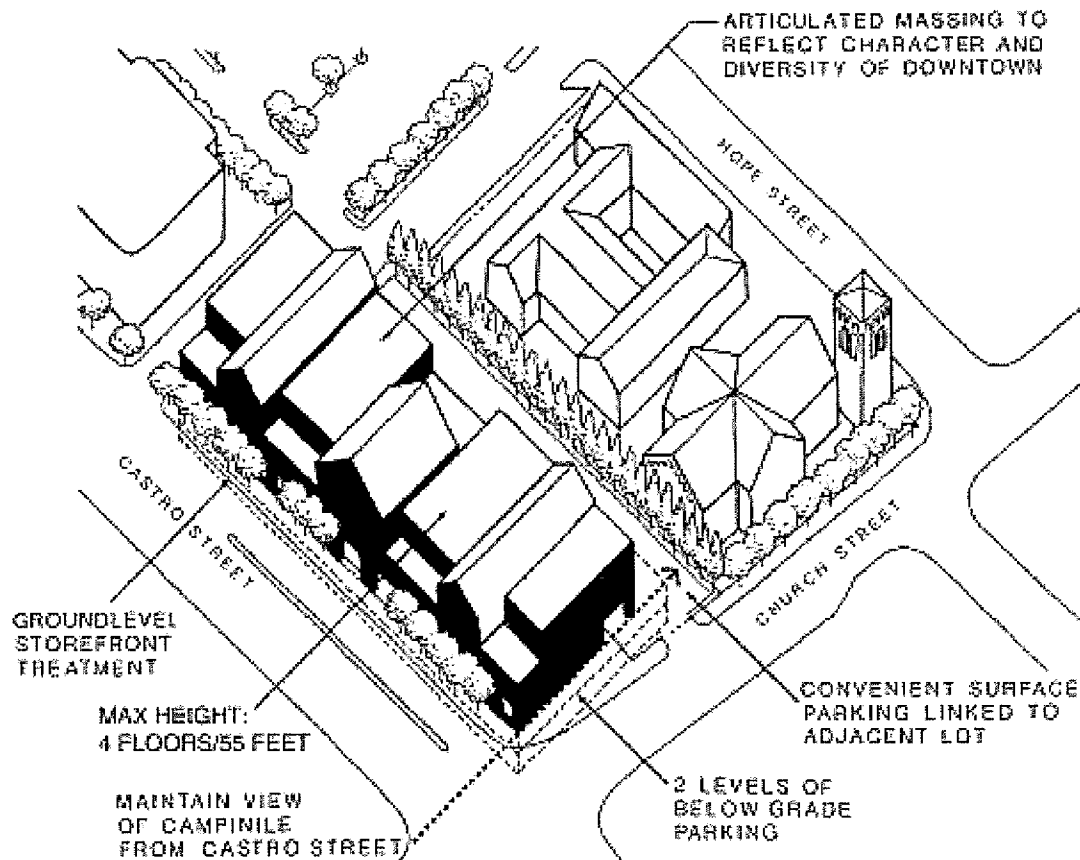 ARTICULATED MASSING TO
REFLECT CHARACTER AND
DIVERSITY OF DOWNTOWN
HOPE STREET
CASTRO STREET
CHURCH STREET
GROUNDLEVEL
STOREFRONT
TREATMENT
MAX HEIGHT:
4 FLOORS/55 FEET
MAINTAIN VIEW
OF CAMPINILE
FROM CASTRO STREET
CONVENIENT SURFACE
PARKING LINKED TO
ADJACENT LOT
2 LEVELS OF
BELOW GRADE
PARKING